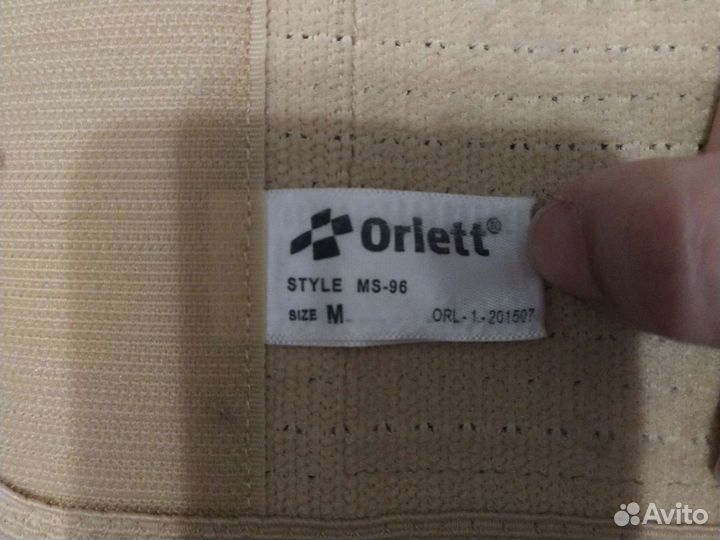 Orlett®
STYLE MS-96
SIZE M ORL-1-201507
Avito